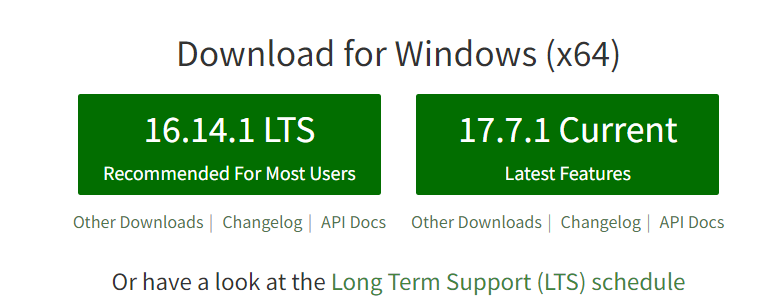 Download for Windows (x64)
16.14.1 LTS
Recommended For Most Users
17.7.1 Current
Latest Features
Other Downloads | Changelog | API Docs
Other Downloads | Changelog | API Docs
Or have a look at the Long Term Support (LTS) schedule